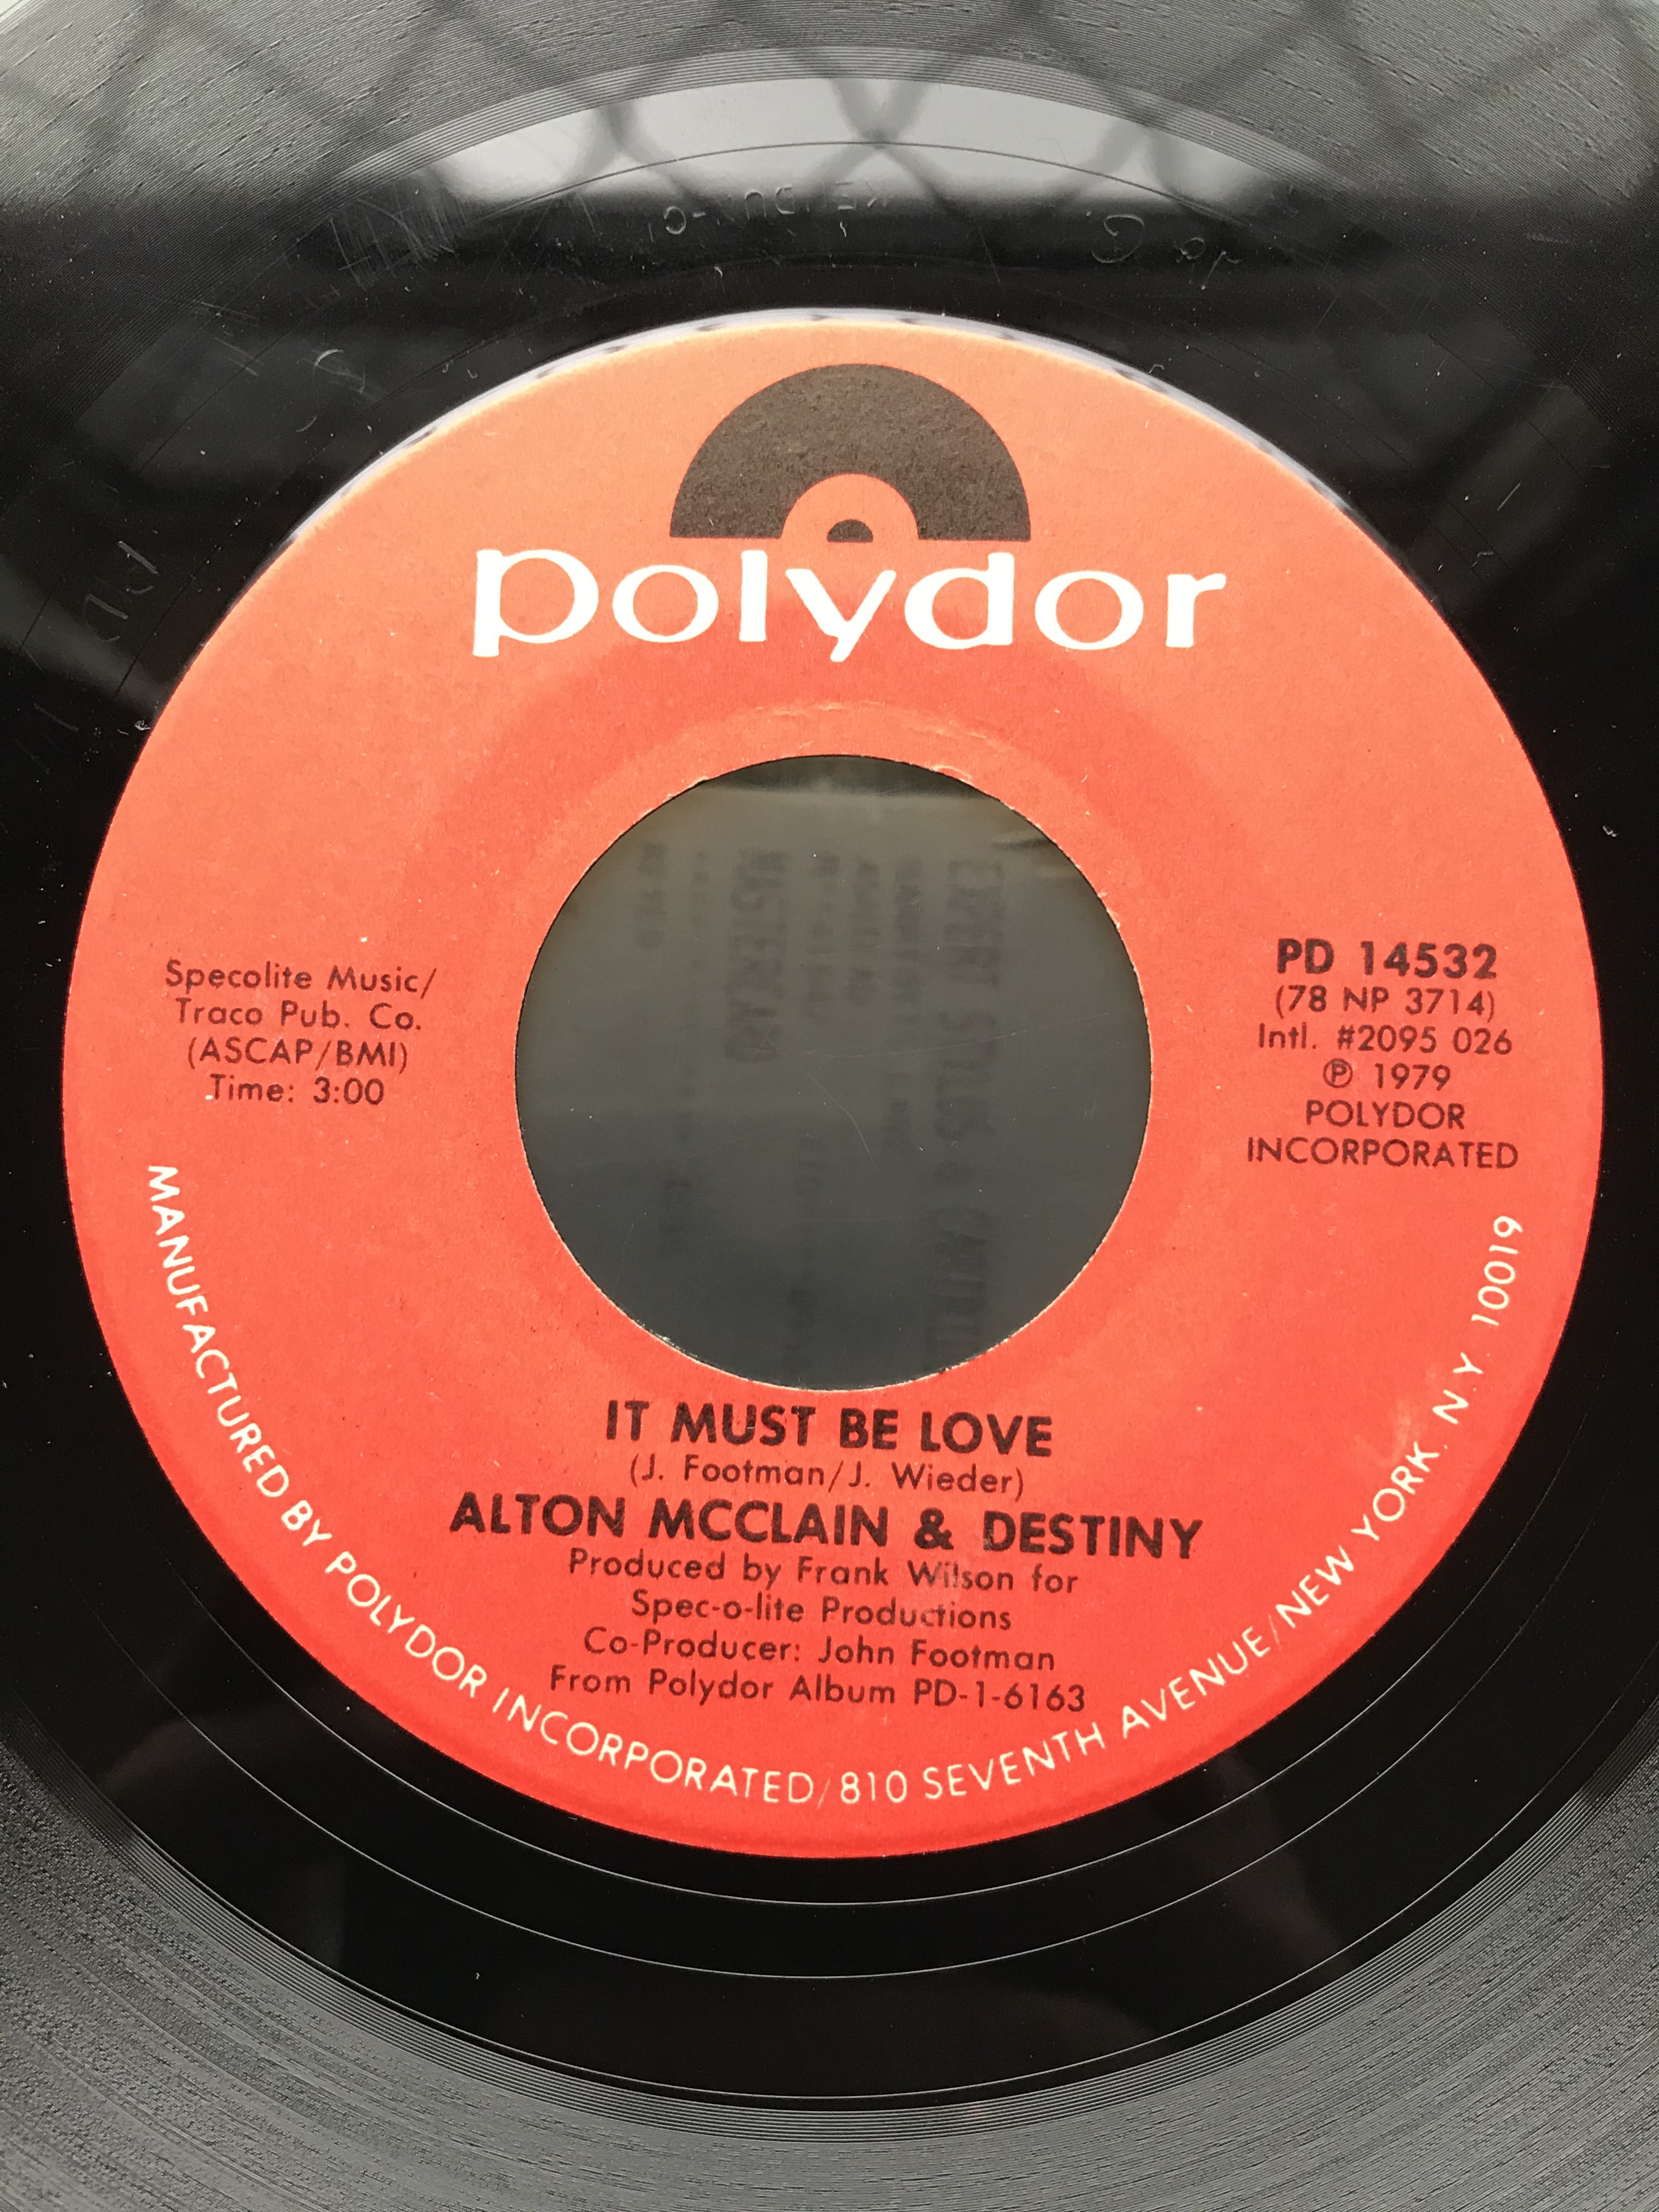 polydor
Specolite Music/
Traco Pub. Co.
(ASCAP/BMI)
Time: 3:00
PD 14532
(78 NP 3714)
Intl. #2095 026
℗ 1979
POLYDOR
INCORPORATED
IT MUST BE LOVE
(J. Footman/J. Wieder)
ALTON MCCLAIN & DESTINY
Produced by Frank Wilson for
Spec-o-lite Productions
Co-Producer: John Footman
From Polydor Album PD-1-6163
MANUFACTURED BY POLYDOR INCORPORATED/810 SEVENTH AVENUE/NEW YORK, N.Y. 10019